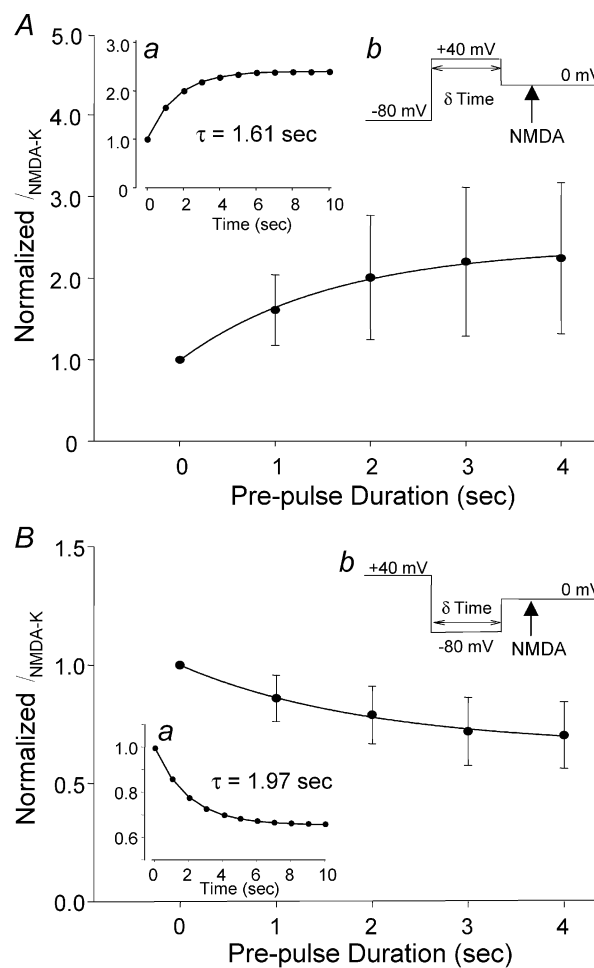 A
5.0
4.0
3.0
2.0
1.0
0
Normalized INMDA-K
a
3.0
2.0
1.0
0
τ = 1.61 sec
0 2 4 6 8 10
Time (sec)
b
+40 mV
0 mV
δ Time
-80 mV
NMDA
0 1 2 3 4
Pre-pulse Duration (sec)
B
1.5
1.0
0.5
0.0
Normalized INMDA-K
b
+40 mV
0 mV
δ Time
-80 mV
NMDA
a
1.0
0.8
0.6
τ = 1.97 sec
0 2 4 6 8 10
Time (sec)
0 1 2 3 4
Pre-pulse Duration (sec)